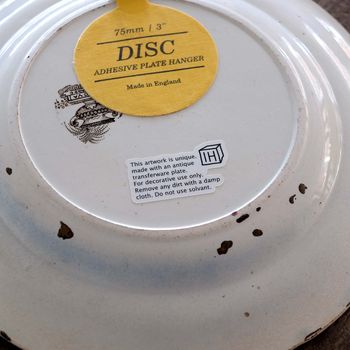 75mm / 3"
DISC
ADHESIVE PLATE HANGER
Made in England
This artwork is unique,
made with an antique
transferware plate.
For decorative use only.
Remove any dirt with a damp
cloth. Do not use solvent.
IH